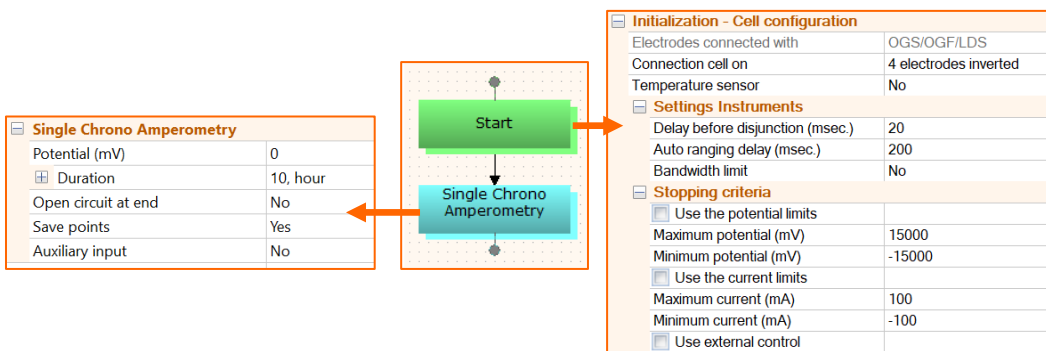 Single Chrono Amperometry
Potential (mV) 0
Duration 10, hour
Open circuit at end No
Save points Yes
Auxiliary input No
Start
Single Chrono
Amperometry
Initialization - Cell configuration
Electrodes connected with OGS/OGF/LDS
Connection cell on 4 electrodes inverted
Temperature sensor No
Settings Instruments
Delay before disjunction (msec.) 20
Auto ranging delay (msec.) 200
Bandwidth limit No
Stopping criteria
Use the potential limits
Maximum potential (mV) 15000
Minimum potential (mV) -15000
Use the current limits
Maximum current (mA) 100
Minimum current (mA) -100
Use external control